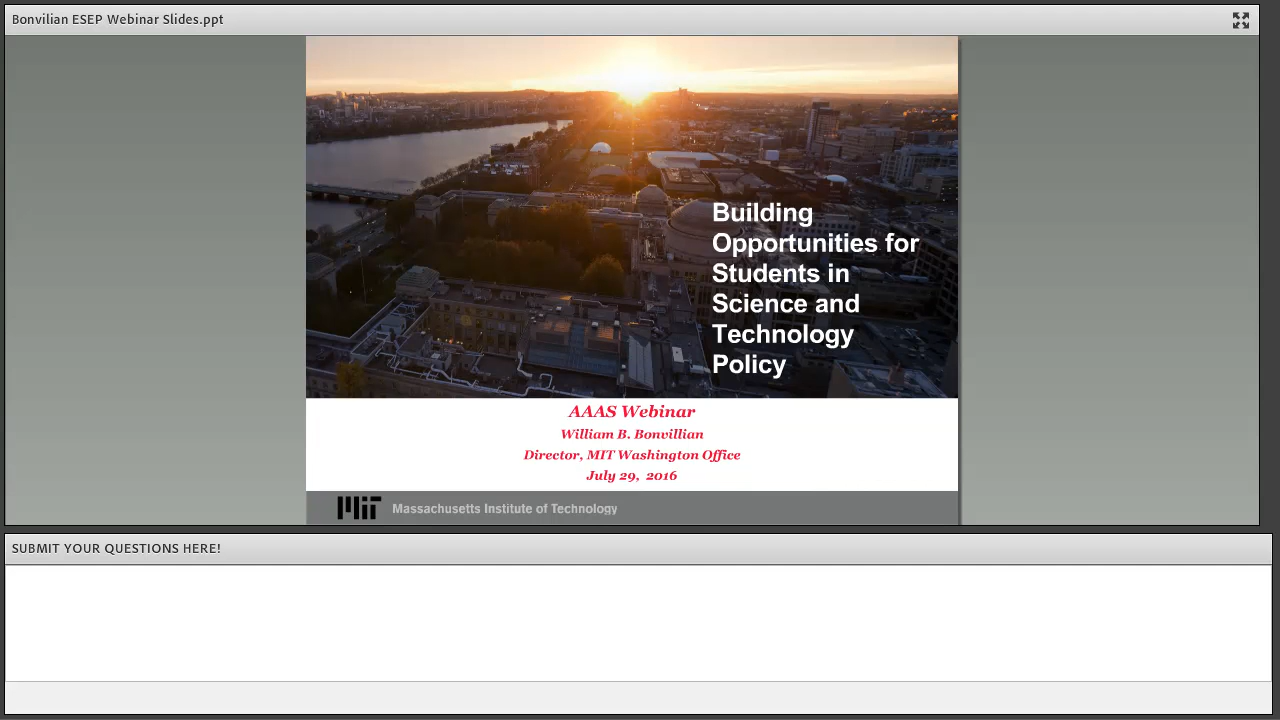 Bonvilian ESEP Webinar Slides.ppt
Building
Opportunities for
Students in
Science and
Technology
Policy
AAAS Webinar
William B. Bonvillian
Director, MIT Washington Office
July 29, 2016
MIT Massachusetts Institute of Technology
SUBMIT YOUR QUESTIONS HERE!